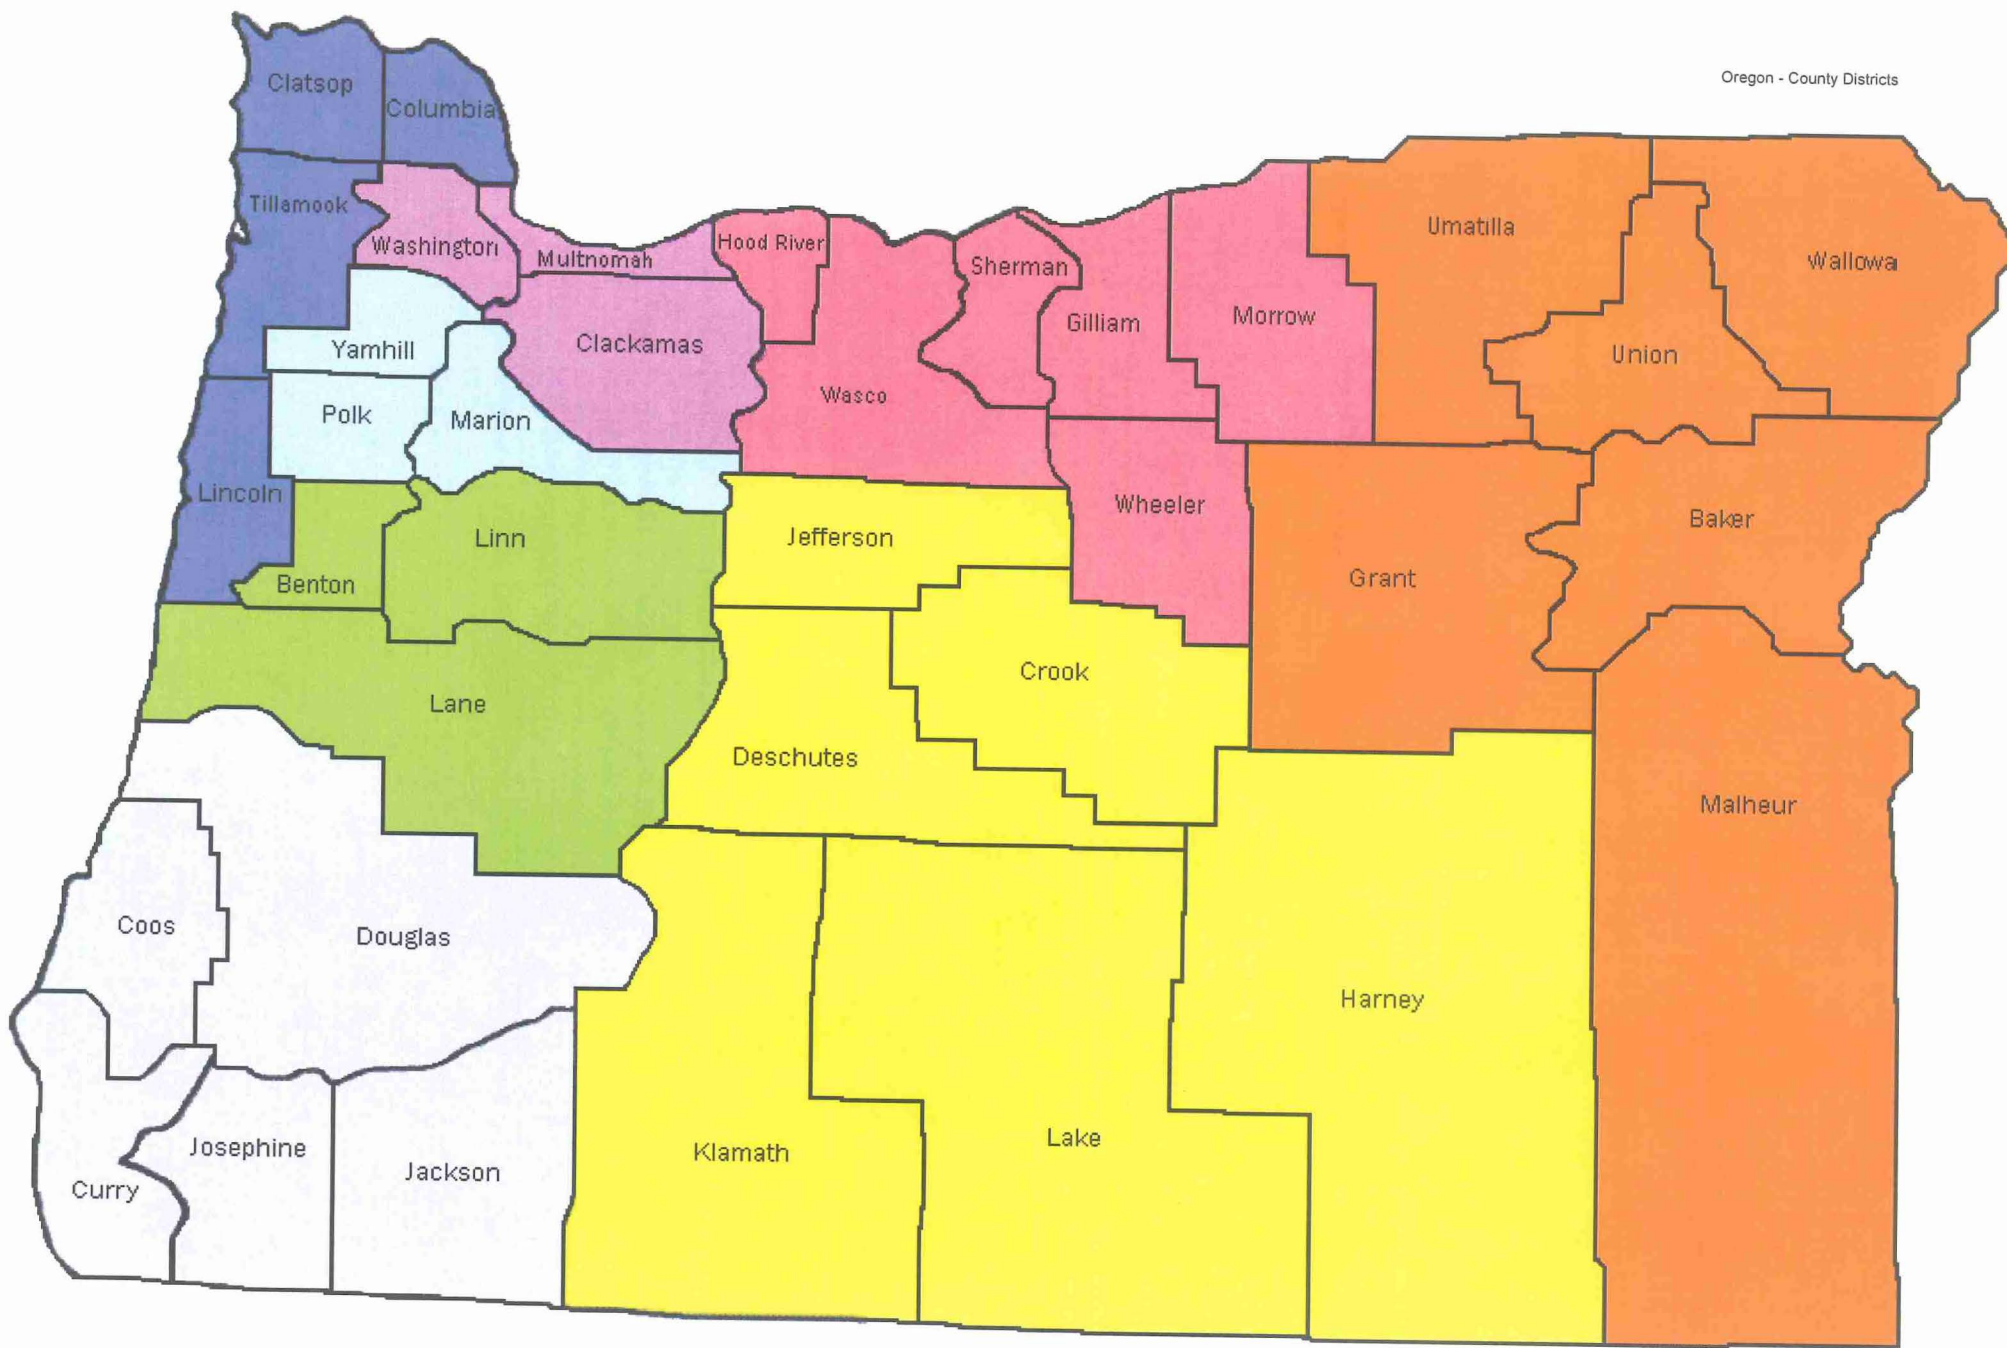 Oregon - County Districts
Clatsop
Columbia
Tillamook
Washington
Multnomah
Hood River
Sherman
Umatilla
Wallowa
Yamhill
Clackamas
Gilliam
Morrow
Union
Polk
Marion
Wasco
Lincoln
Linn
Jefferson
Wheeler
Baker
Benton
Grant
Lane
Crook
Deschutes
Malheur
Coos
Douglas
Harney
Curry
Josephine
Jackson
Klamath
Lake